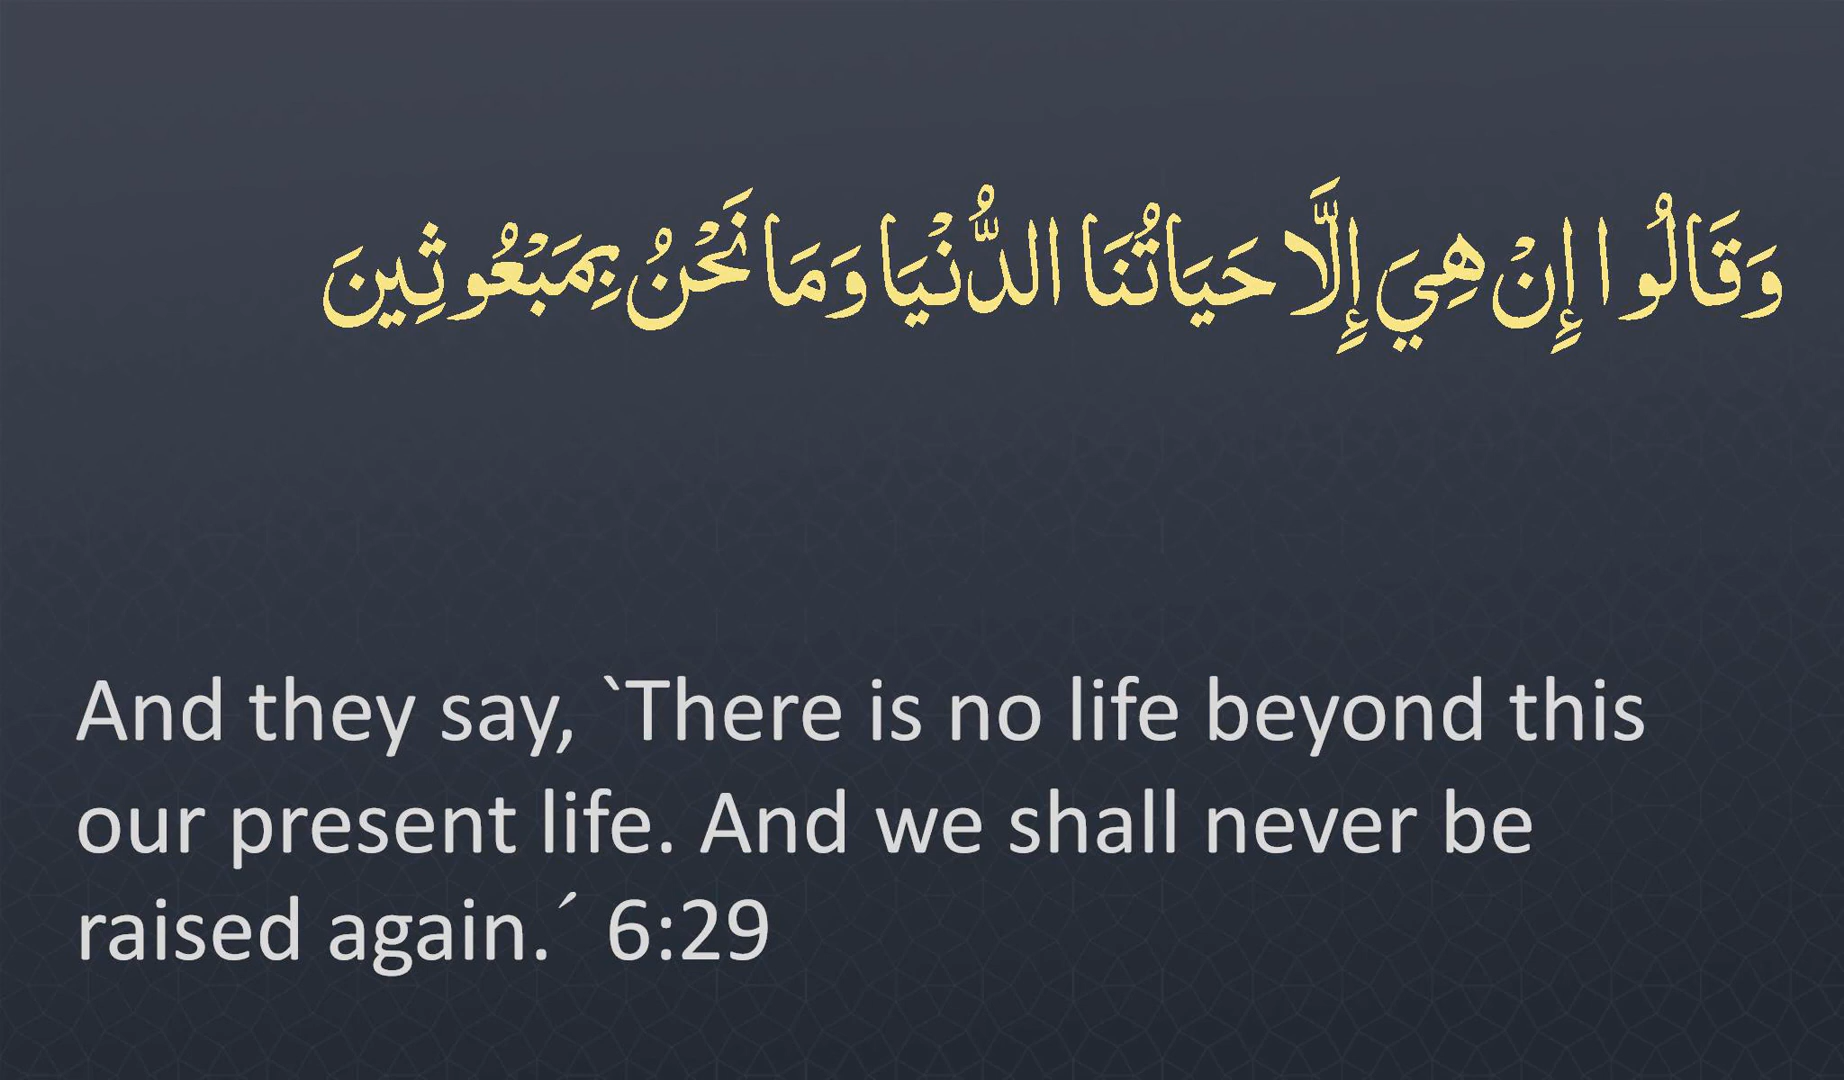 وَقَالُوا إِنْ هِيَ إِلَّا حَيَاتُنَا الدُّنْيَا وَمَا نَحْنُ بِمَبْعُوثِينَ
And they say, `There is no life beyond this
our present life. And we shall never be
raised again.´ 6:29